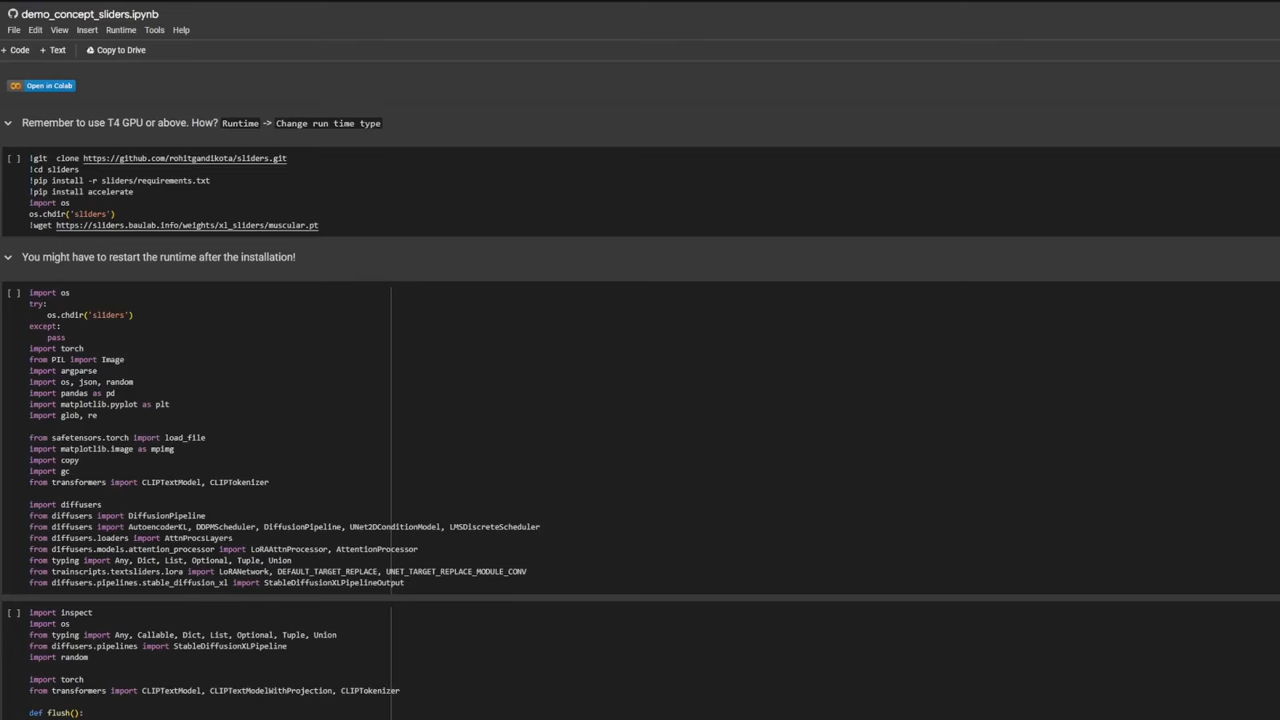 demo_concept_sliders.ipynb
File Edit View Insert Runtime Tools Help
+ Code + Text Copy to Drive
Open in Colab
Remember to use T4 GPU or above. How? Runtime -> Change run time type
[ ] !git clone https://github.com/rohitgandikota/sliders.git
!cd sliders
!pip install -r sliders/requirements.txt
!pip install accelerate
import os
os.chdir('sliders')
!wget https://sliders.baulab.info/weights/xl_sliders/muscular.pt
You might have to restart the runtime after the installation!
[ ] import os
try:
os.chdir('sliders')
except:
pass
import torch
from PIL import Image
import argparse
import os, json, random
import pandas as pd
import matplotlib.pyplot as plt
import glob, re
from safetensors.torch import load_file
import matplotlib.image as mpimg
import copy
import gc
from transformers import CLIPTextModel, CLIPTokenizer
import diffusers
from diffusers import DiffusionPipeline
from diffusers import AutoencoderKL, DDPMScheduler, DiffusionPipeline, UNet2DConditionModel, LMSDiscreteScheduler
from diffusers.loaders import AttnProcsLayers
from diffusers.models.attention_processor import LoRAAttnProcessor, AttentionProcessor
from typing import Any, Dict, List, Optional, Tuple, Union
from trainscripts.textsliders.lora import LoRANetwork, DEFAULT_TARGET_REPLACE, UNET_TARGET_REPLACE_MODULE_CONV
from diffusers.pipelines.stable_diffusion_xl import StableDiffusionXLPipelineOutput
[ ] import inspect
import os
from typing import Any, Callable, Dict, List, Optional, Tuple, Union
from diffusers.pipelines import StableDiffusionXLPipeline
import random
import torch
from transformers import CLIPTextModel, CLIPTextModelWithProjection, CLIPTokenizer
def flush():